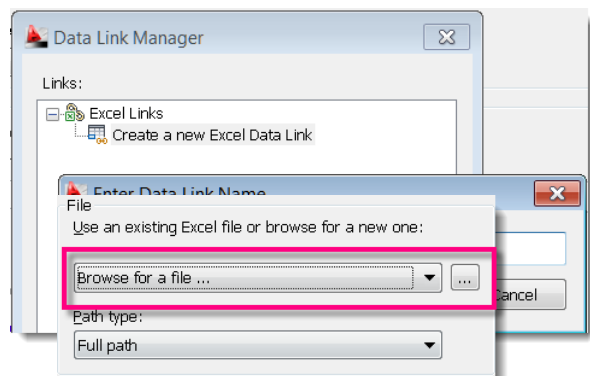 Data Link Manager
Links:
Excel Links
Create a new Excel Data Link
Enter Data Link Name
File
Use an existing Excel file or browse for a new one:
Browse for a file ...
...
Cancel
Path type:
Full path